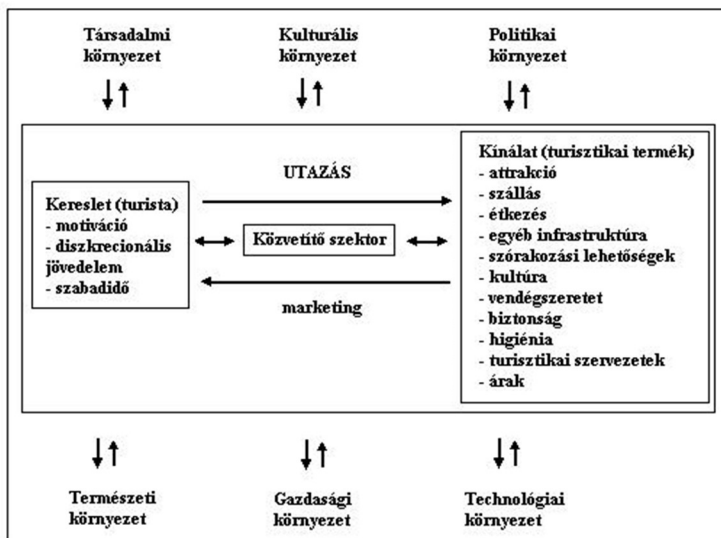 Társadalmi
környezet
Kulturális
környezet
Politikai
környezet
UTAZÁS
Kereslet (turista)
- motiváció
- diszkrecionális
jövedelem
- szabadidő
Közvetítő szektor
marketing
Kínálat (turisztikai termék)
- attrakció
- szállás
- étkezés
- egyéb infrastruktúra
- szórakozási lehetőségek
- kultúra
- vendégszeretet
- biztonság
- higiénia
- turisztikai szervezetek
- árak
Természeti
környezet
Gazdasági
környezet
Technológiai
környezet